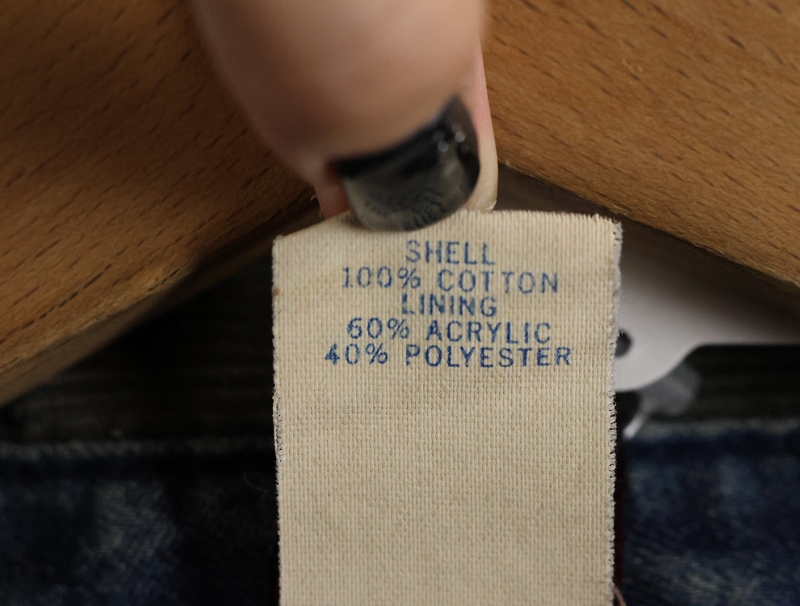 SHELL
100% COTTON
LINING
60% ACRYLIC
40% POLYESTER